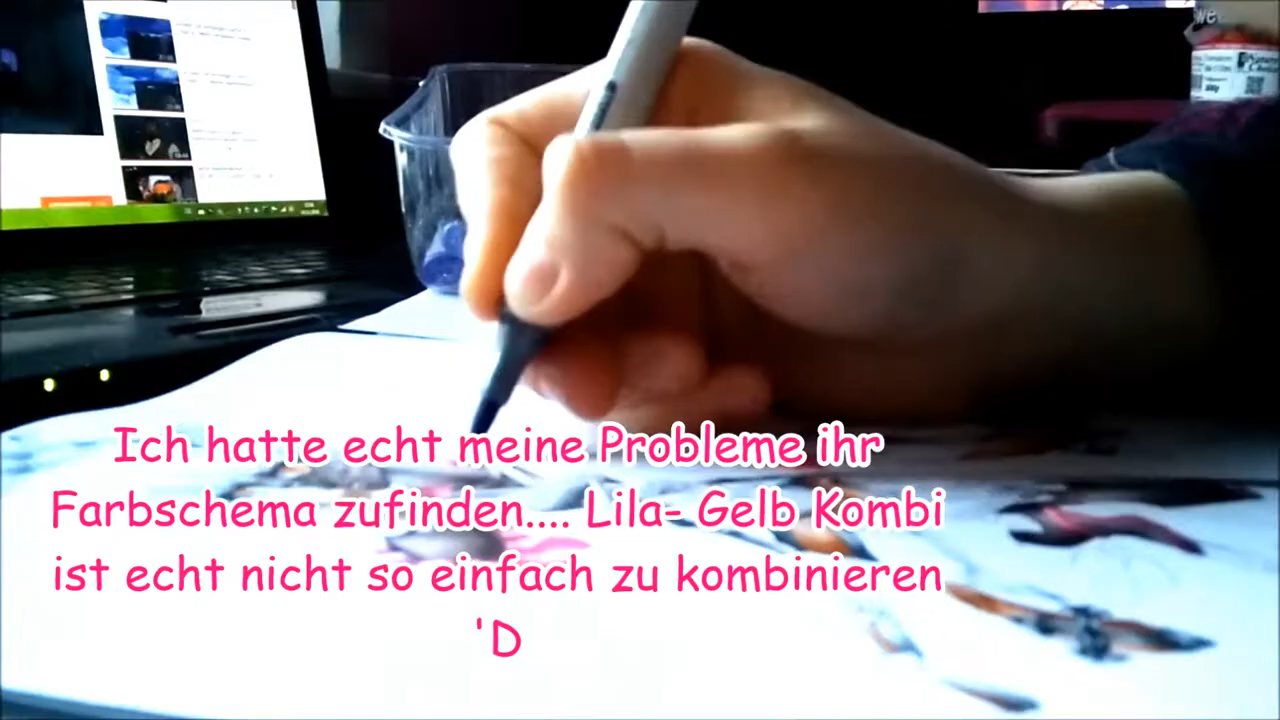 Ich hatte echt meine Probleme ihr
Farbschema zufinden.... Lila- Gelb Kombi
ist echt nicht so einfach zu kombinieren
'D